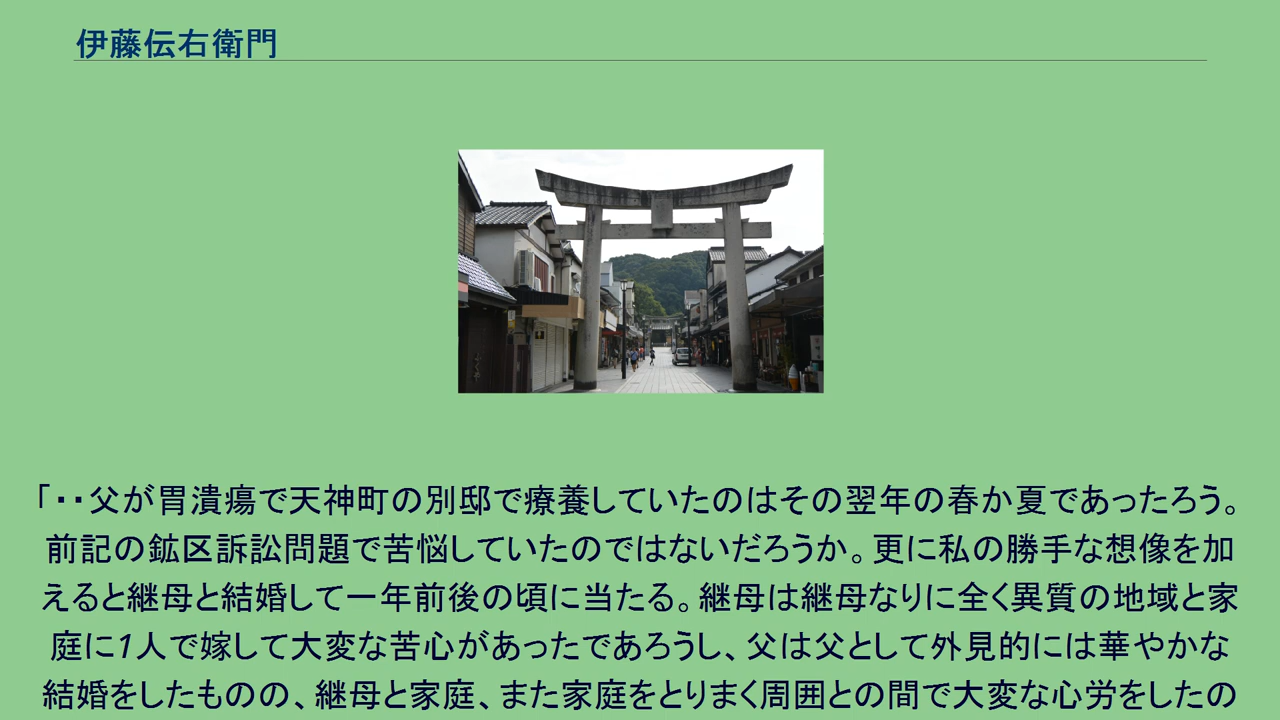 伊藤伝右衛門
「・・父が胃潰瘍で天神町の別邸で療養していたのはその翌年の春か夏であったろう。
前記の鉱区訴訟問題で苦悩していたのではないだろうか。更に私の勝手な想像を加
えると継母と結婚して一年前後の頃に当たる。継母は継母なりに全く異質の地域と家
庭に1人で嫁して大変な苦心があったであろうし、父は父として外見的には華やかな
結婚をしたものの、継母と家庭、また家庭をとりまく周囲との間で大変な心労をしたの